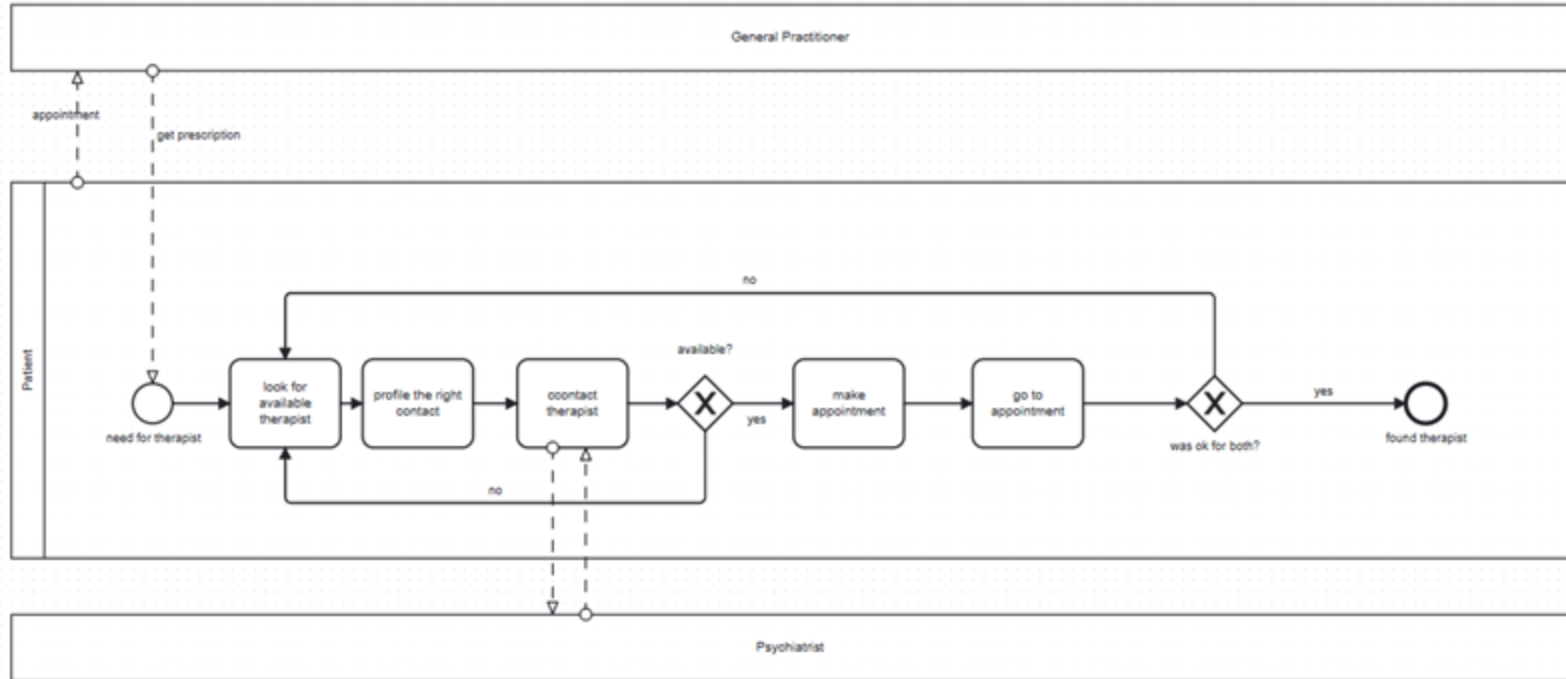 General Practitioner
appointment
get prescription
Patient
no
available?
look for
available
therapist
profile the right
contact
ccontact
therapist
yes
make
appointment
go to
appointment
yes
was ok for both?
need for therapist
found therapist
no
Psychiatrist